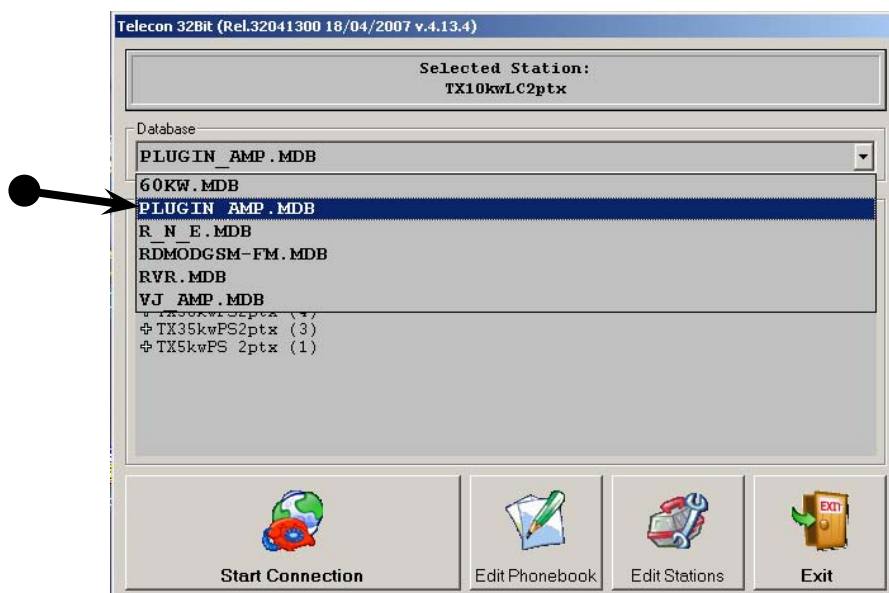 Telecon 32Bit (Rel.32041300 18/04/2007 v.4.13.4)
Selected Station:
TX10kwLC2ptx
Database
PLUGIN_AMP.MDB
60KW.MDB
PLUGIN_AMP.MDB
R_N_E.MDB
RDMODGSM-FM.MDB
RVR.MDB
VJ_AMP.MDB
TX35kwPS2ptx (3)
TX5kwPS 2ptx (1)
Start Connection
Edit Phonebook
Edit Stations
EXIT
Exit